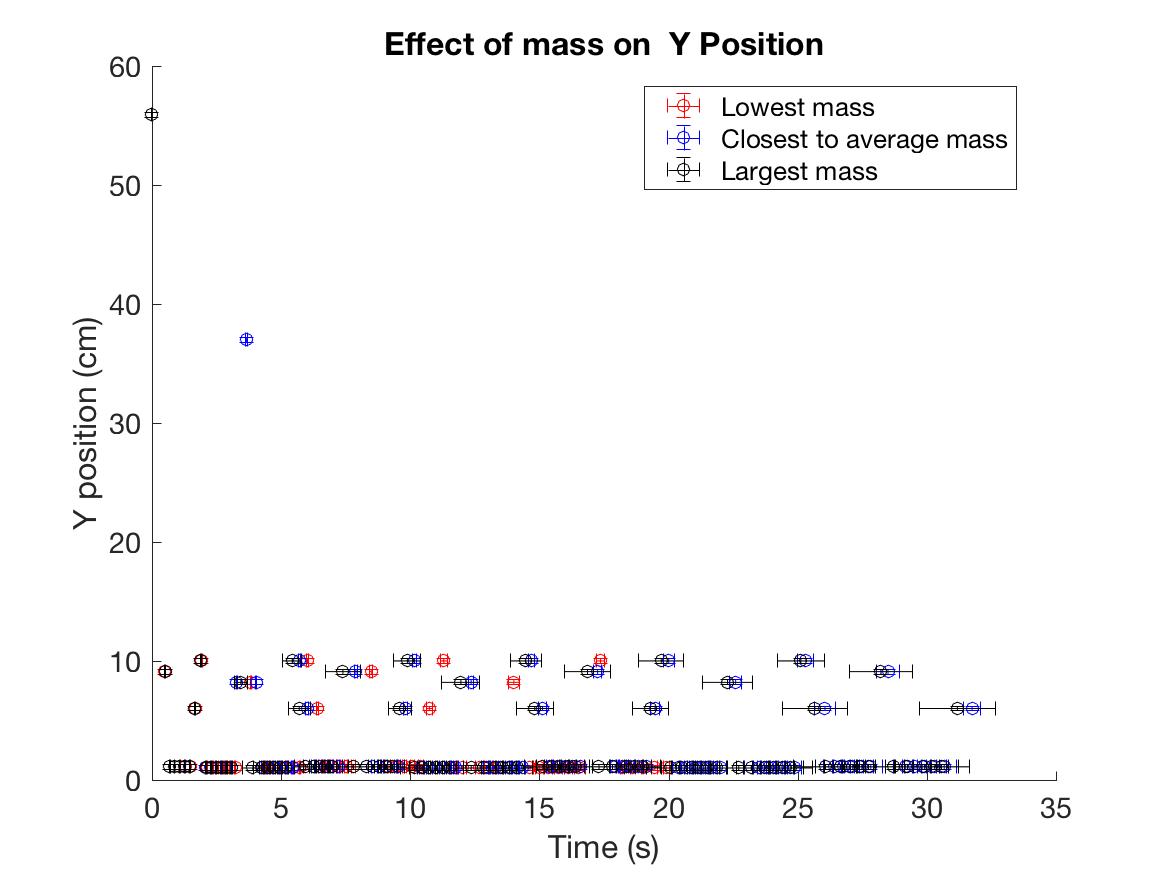 Effect of mass on  Y Position
60
50
40
30
20
10
0
Y position (cm)
Lowest mass
Closest to average mass
Largest mass
0 5 10 15 20 25 30 35
Time (s)